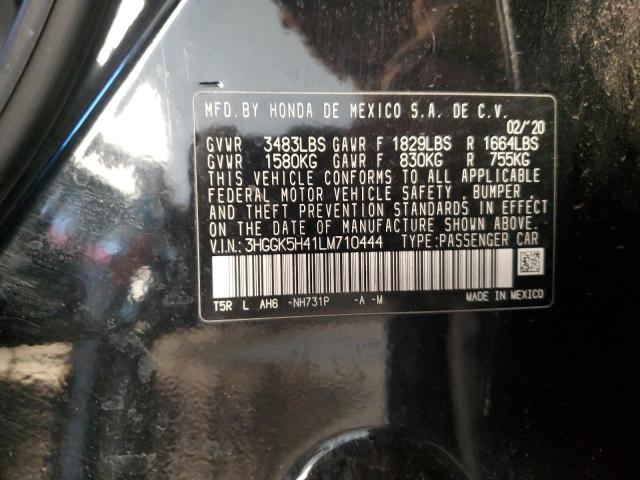 MFD. BY HONDA DE MEXICO S.A. DE C.V.
02/'20
GVWR 3483LBS GAWR F 1829LBS R 1664LBS
GVWR 1580KG GAWR F 830KG R 755KG
THIS VEHICLE CONFORMS TO ALL APPLICABLE
FEDERAL MOTOR VEHICLE SAFETY , BUMPER
AND THEFT PREVENTION STANDARDS IN EFFECT
ON THE DATE OF MANUFACTURE SHOWN ABOVE.
V.IN.: 3HGGK5H41LM710444 TYPE:PASSENGER CAR
T5R L AH6 -NH731P -A -M MADE IN MEXICO